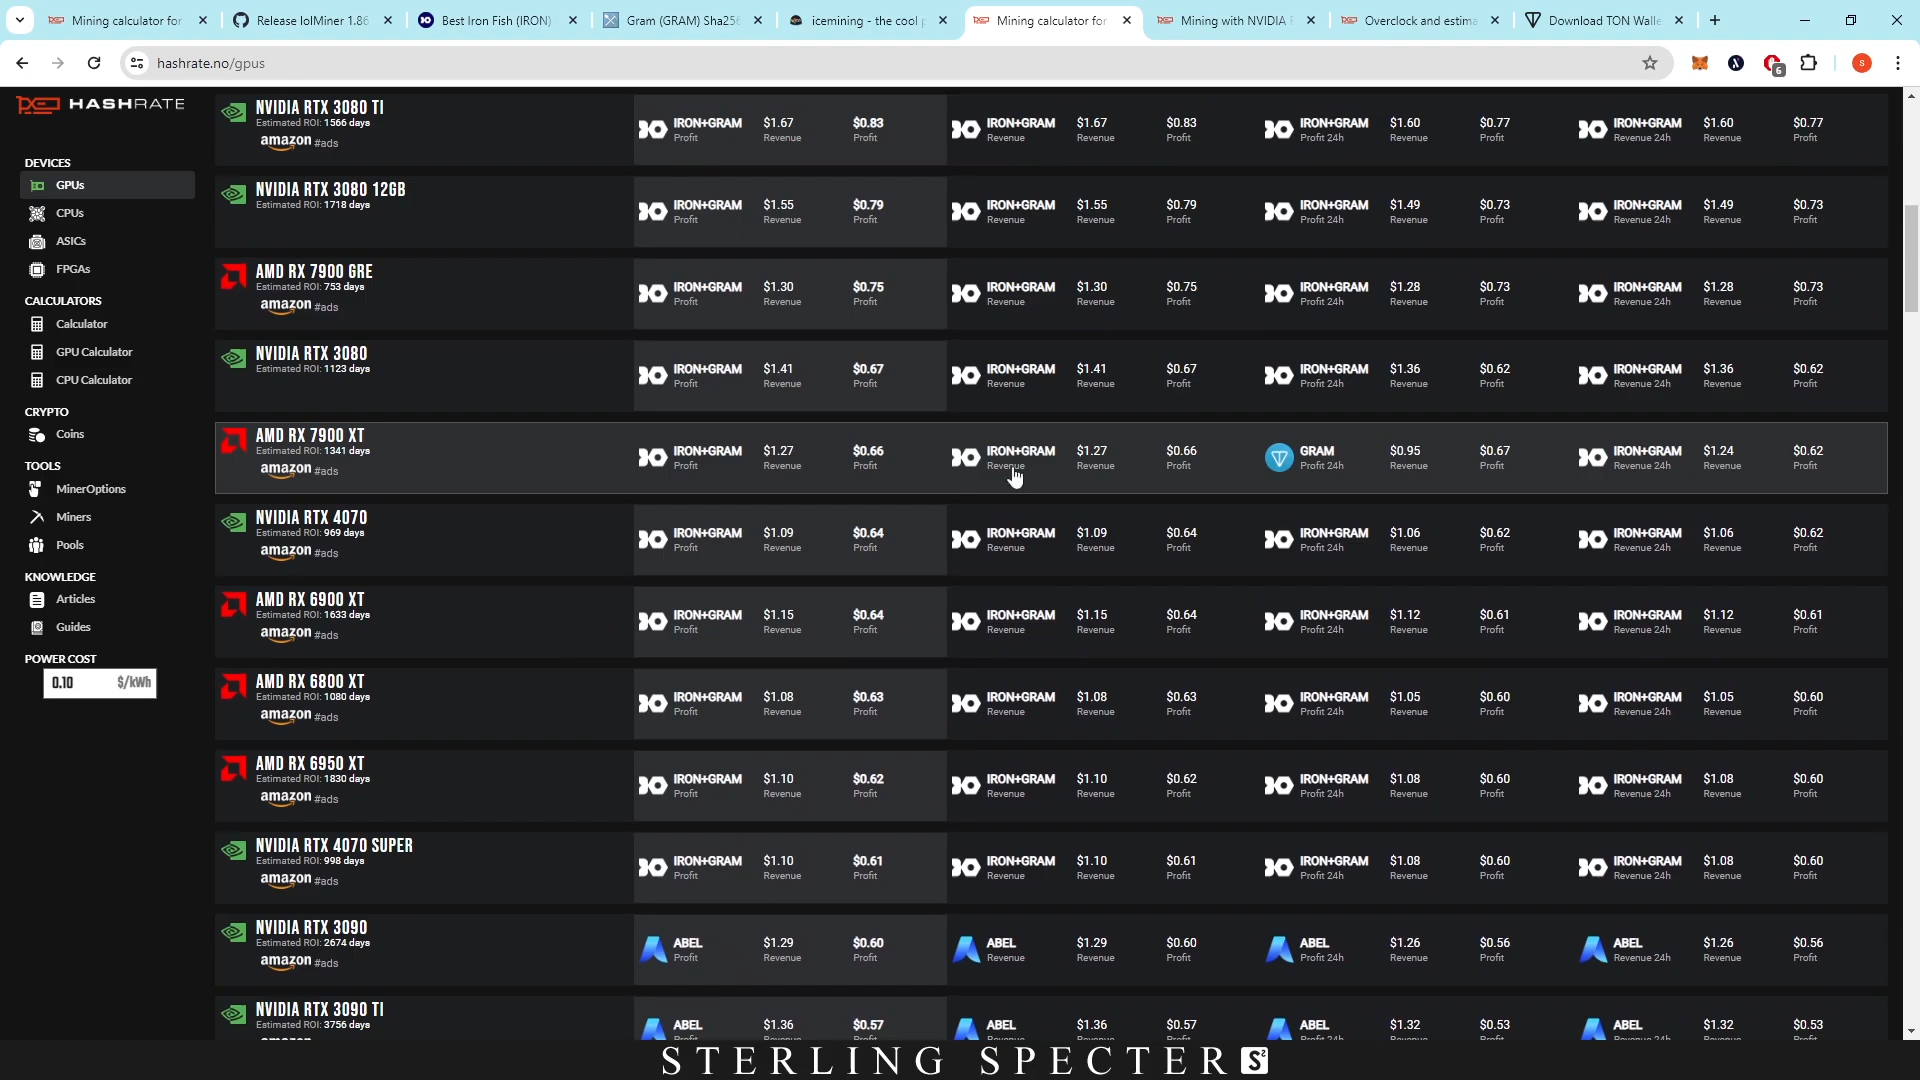 Mining calculator for
Release lolMiner 1.86
Best Iron Fish (IRON)
Gram (GRAM) Sha256
icemining - the cool p
Mining calculator for
Mining with NVIDIA R
Overclock and estima
Download TON Walle
hashrate.no/gpus
6
S
HASHRATE
DEVICES
GPUs
CPUs
ASICs
FPGAs
CALCULATORS
Calculator
GPU Calculator
CPU Calculator
CRYPTO
Coins
TOOLS
MinerOptions
Miners
Pools
KNOWLEDGE
Articles
Guides
POWER COST
0.10 $/kWh
NVIDIA RTX 3080 TI
Estimated ROI: 1566 days
amazon #ads
IRON+GRAM $1.67 $0.83 IRON+GRAM $1.67 $0.83 IRON+GRAM $1.60 $0.77 IRON+GRAM $1.60 $0.77
Profit Revenue Profit Revenue Revenue Profit Profit 24h Revenue Profit Revenue 24h Revenue Profit
NVIDIA RTX 3080 12GB
Estimated ROI: 1718 days
IRON+GRAM $1.55 $0.79 IRON+GRAM $1.55 $0.79 IRON+GRAM $1.49 $0.73 IRON+GRAM $1.49 $0.73
Profit Revenue Profit Revenue Revenue Profit Profit 24h Revenue Profit Revenue 24h Revenue Profit
AMD RX 7900 GRE
Estimated ROI: 753 days
amazon #ads
IRON+GRAM $1.30 $0.75 IRON+GRAM $1.30 $0.75 IRON+GRAM $1.28 $0.73 IRON+GRAM $1.28 $0.73
Profit Revenue Profit Revenue Revenue Profit Profit 24h Revenue Profit Revenue 24h Revenue Profit
NVIDIA RTX 3080
Estimated ROI: 1123 days
IRON+GRAM $1.41 $0.67 IRON+GRAM $1.41 $0.67 IRON+GRAM $1.36 $0.62 IRON+GRAM $1.36 $0.62
Profit Revenue Profit Revenue Revenue Profit Profit 24h Revenue Profit Revenue 24h Revenue Profit
AMD RX 7900 XT
Estimated ROI: 1341 days
amazon #ads
IRON+GRAM $1.27 $0.66 IRON+GRAM $1.27 $0.66 GRAM $0.95 $0.67 IRON+GRAM $1.24 $0.62
Profit Revenue Profit Revenue Revenue Profit Profit 24h Revenue Profit Revenue 24h Revenue Profit
NVIDIA RTX 4070
Estimated ROI: 969 days
amazon #ads
IRON+GRAM $1.09 $0.64 IRON+GRAM $1.09 $0.64 IRON+GRAM $1.06 $0.62 IRON+GRAM $1.06 $0.62
Profit Revenue Profit Revenue Revenue Profit Profit 24h Revenue Profit Revenue 24h Revenue Profit
AMD RX 6900 XT
Estimated ROI: 1633 days
amazon #ads
IRON+GRAM $1.15 $0.64 IRON+GRAM $1.15 $0.64 IRON+GRAM $1.12 $0.61 IRON+GRAM $1.12 $0.61
Profit Revenue Profit Revenue Revenue Profit Profit 24h Revenue Profit Revenue 24h Revenue Profit
AMD RX 6800 XT
Estimated ROI: 1080 days
amazon #ads
IRON+GRAM $1.08 $0.63 IRON+GRAM $1.08 $0.63 IRON+GRAM $1.05 $0.60 IRON+GRAM $1.05 $0.60
Profit Revenue Profit Revenue Revenue Profit Profit 24h Revenue Profit Revenue 24h Revenue Profit
AMD RX 6950 XT
Estimated ROI: 1830 days
amazon #ads
IRON+GRAM $1.10 $0.62 IRON+GRAM $1.10 $0.62 IRON+GRAM $1.08 $0.60 IRON+GRAM $1.08 $0.60
Profit Revenue Profit Revenue Revenue Profit Profit 24h Revenue Profit Revenue 24h Revenue Profit
NVIDIA RTX 4070 SUPER
Estimated ROI: 998 days
amazon #ads
IRON+GRAM $1.10 $0.61 IRON+GRAM $1.10 $0.61 IRON+GRAM $1.08 $0.60 IRON+GRAM $1.08 $0.60
Profit Revenue Profit Revenue Revenue Profit Profit 24h Revenue Profit Revenue 24h Revenue Profit
NVIDIA RTX 3090
Estimated ROI: 2674 days
amazon #ads
ABEL $1.29 $0.60 ABEL $1.29 $0.60 ABEL $1.26 $0.56 ABEL $1.26 $0.56
Profit Revenue Profit Revenue Revenue Profit Profit 24h Revenue Profit Revenue 24h Revenue Profit
NVIDIA RTX 3090 TI
Estimated ROI: 3756 days
ABEL $1.36 $0.57 ABEL $1.36 $0.57 ABEL $1.32 $0.53 ABEL $1.32 $0.53
STERLING SPECTER S²